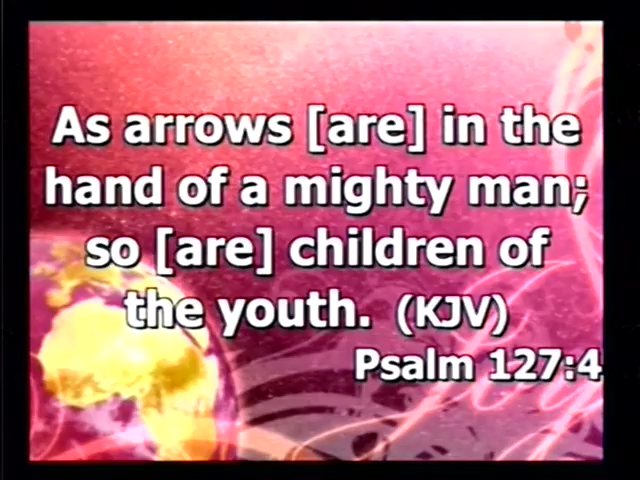 As arrows [are] in the
hand of a mighty man;
so [are] children of
the youth. (KJV)
Psalm 127:4